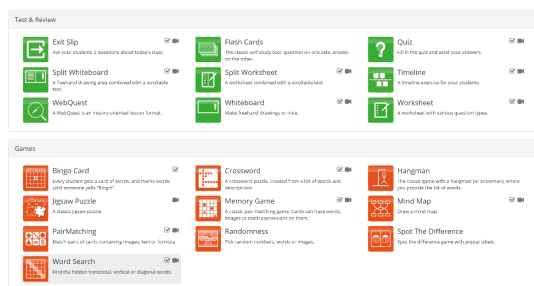 Test & Review
Exit Slip
Ask your students 2 questions about today's class.
Flash Cards
The classic self-study tool, question on one side, answer
on the other.
Quiz
Fill in the quiz and send your answers.
Split Whiteboard
A freehand drawing area combined with a scrollable
text.
Split Worksheet
A worksheet combined with a scrollable text.
Timeline
A timeline exercise for your students.
WebQuest
A WebQuest is an inquiry-oriented lesson format.
Whiteboard
Make freehand drawings or note.
Worksheet
A worksheet with various question types.
Games
Bingo Card
Every student gets a card of words, and marks words
until someone yells "Bingo!".
Crossword
A crossword puzzle, created from a list of words and
descriptions
Hangman
The classic game with a hangman (or snowman), where
you provide the list of words.
Jigsaw Puzzle
A classic jigsaw puzzle
Memory Game
A classic pair matching game. Cards can have words,
images or math expressions on them.
Mind Map
Draw a mind map.
PairMatching
Match pairs of cards containing images, text or formula.
Randomness
Pick random numbers, words or images.
Spot The Difference
Spot the difference game with popup labels.
Word Search
Find the hidden horizontal, vertical or diagonal words.